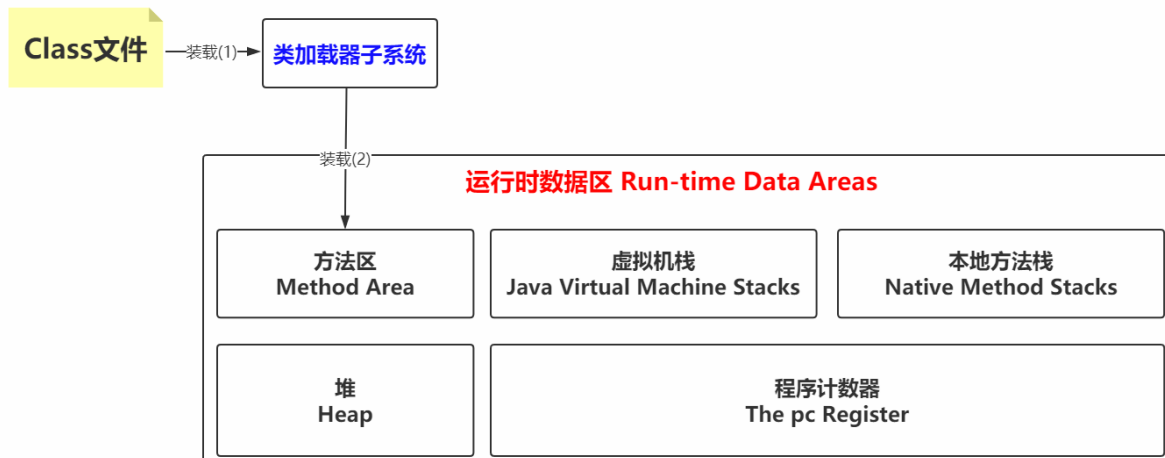 Class文件
装载(1)
类加载器子系统
装载(2)
运行时数据区 Run-time Data Areas
方法区
Method Area
虚拟机栈
Java Virtual Machine Stacks
本地方法栈
Native Method Stacks
堆
Heap
程序计数器
The pc Register